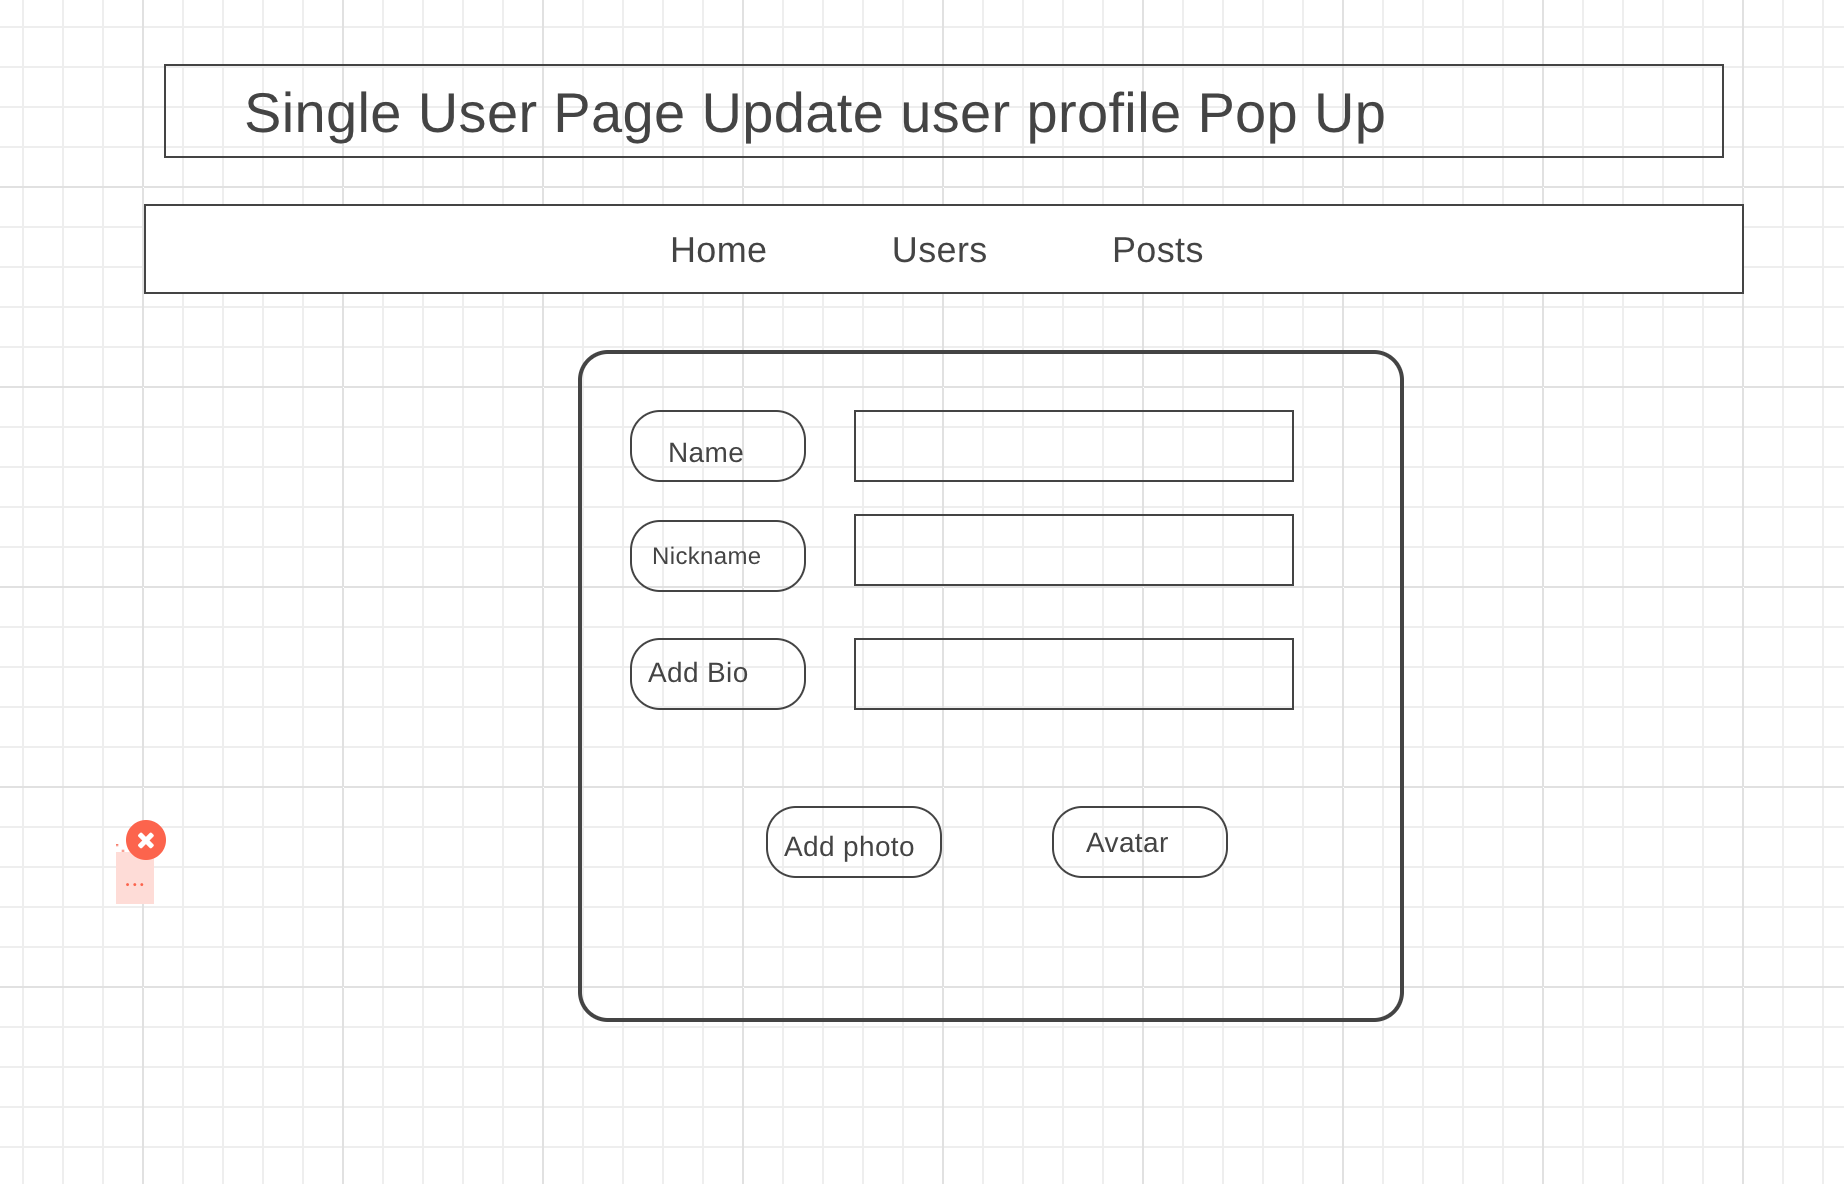 Single User Page Update user profile Pop Up
Home Users Posts
Name
Nickname
Add Bio
Add photo Avatar
...